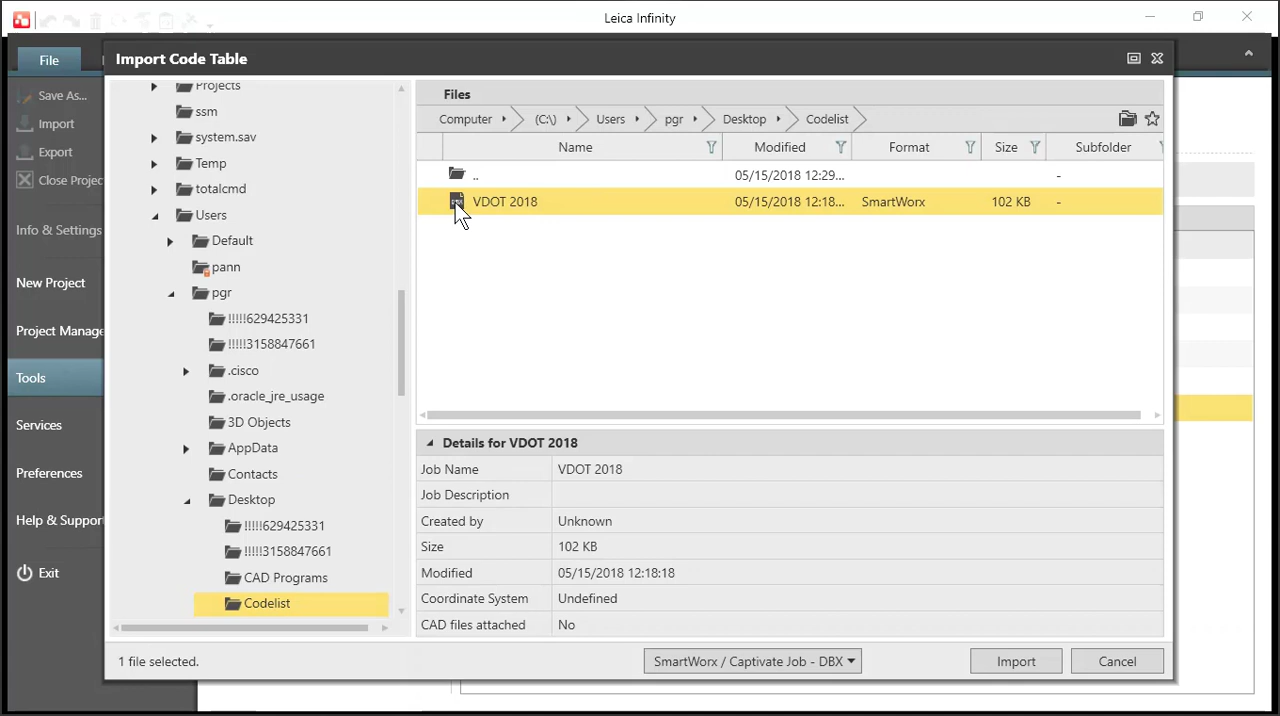 Leica Infinity
File
Import Code Table
Save As...
Import
Export
Close Projec
Info & Settings
New Project
Project Manage
Tools
Services
Preferences
Help & Suppor
Exit
Projects
ssm
system.sav
Temp
totalcmd
Users
Default
pann
pgr
!!!!!629425331
!!!!!3158847661
.cisco
.oracle_jre_usage
3D Objects
AppData
Contacts
Desktop
!!!!!629425331
!!!!!3158847661
CAD Programs
Codelist
Files
Computer (C:\) Users pgr Desktop Codelist
Name Modified Format Size Subfolder
.. 05/15/2018 12:29... -
VDOT 2018 05/15/2018 12:18... SmartWorx 102 KB -
Details for VDOT 2018
Job Name VDOT 2018
Job Description
Created by Unknown
Size 102 KB
Modified 05/15/2018 12:18:18
Coordinate System Undefined
CAD files attached No
1 file selected.
SmartWorx / Captivate Job - DBX
Import
Cancel